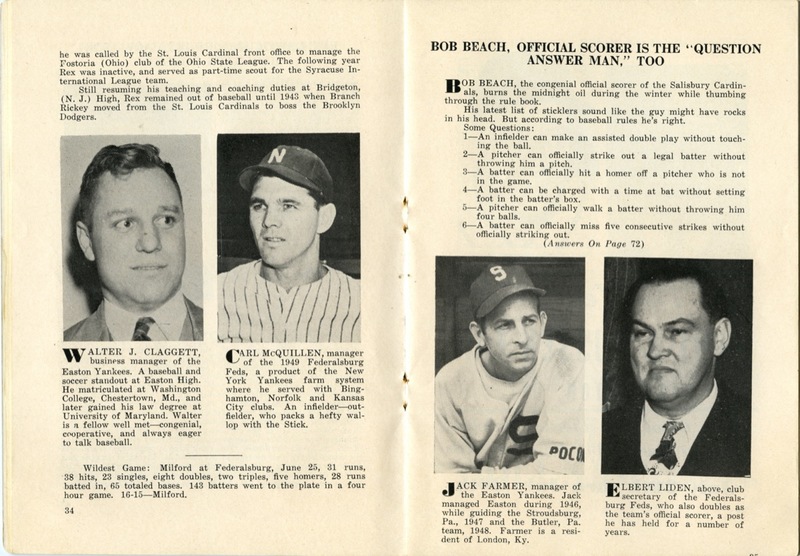 he was called by the St. Louis Cardinal front office to manage the
Fostoria (Ohio) club of the Ohio State League. The following year
Rex was inactive, and served as part-time scout for the Syracuse In-
ternational League team.
Still resuming his teaching and coaching duties at Bridgeton,
(N. J.) High, Rex remained out of baseball until 1943 when Branch
Rickey moved from the St. Louis Cardinals to boss the Brooklyn
Dodgers.
N
WALTER J. CLAGGETT,
business manager of the
Easton Yankees. A baseball and
soccer standout at Easton High.
He matriculated at Washington
College, Chestertown, Md., and
later gained his law degree at
University of Maryland. Walter
is a fellow well met—congenial,
cooperative, and always eager
to talk baseball.
CARL McQUILLEN, manager
of the 1949 Federalsburg
Feds, a product of the New
York Yankees farm system
where he served with Bing-
hamton, Norfolk and Kansas
City clubs. An infielder—out-
fielder, who packs a hefty wal-
lop with the Stick.
Wildest Game: Milford at Federalsburg, June 25, 31 runs,
38 hits, 23 singles, eight doubles, two triples, five homers, 28 runs
batted in, 65 totaled bases. 143 batters went to the plate in a four
hour game. 16-15—Milford.
34
BOB BEACH, OFFICIAL SCORER IS THE "QUESTION
ANSWER MAN," TOO
BOB BEACH, the congenial official scorer of the Salisbury Cardin-
als, burns the midnight oil during the winter while thumbing
through the rule book.
His latest list of sticklers sound like the guy might have rocks
in his head. But according to baseball rules he's right.
Some Questions:
1—An infielder can make an assisted double play without touch-
ing the ball.
2—A pitcher can officially strike out a legal batter without
throwing him a pitch.
3—A batter can officially hit a homer off a pitcher who is not
in the game.
4—A batter can be charged with a time at bat without setting
foot in the batter's box.
5—A pitcher can officially walk a batter without throwing him
four balls.
6—A batter can officially miss five consecutive strikes without
officially striking out.
(Answers On Page 72)
S
S
POCO
JACK FARMER, manager of
the Easton Yankees. Jack
managed Easton during 1946,
while guiding the Stroudsburg,
Pa., 1947 and the Butler, Pa.
team, 1948. Farmer is a resi-
dent of London, Ky.
ELBERT LIDEN, above, club
secretary of the Federals-
burg Feds, who also doubles as
the team's official scorer, a post
he has held for a number of
years.